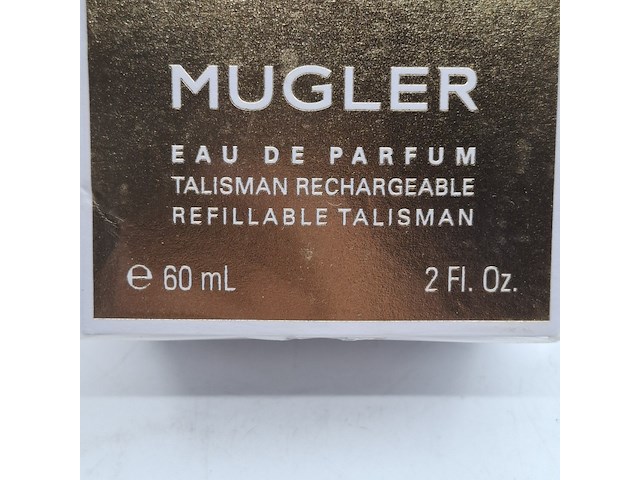 MUGLER
EAU DE PARFUM
TALISMAN RECHARGEABLE
REFILLABLE TALISMAN
℮ 60 mL 2 Fl. Oz.